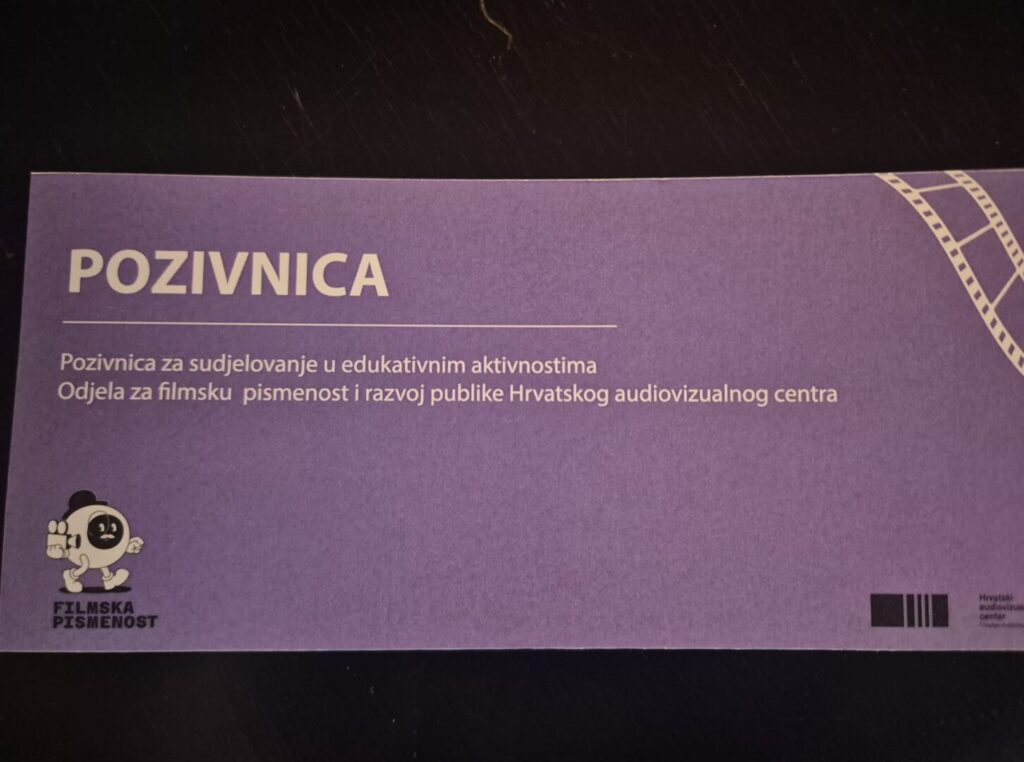 POZIVNICA
Pozivnica za sudjelovanje u edukativnim aktivnostima
Odjela za filmsku pismenost i razvoj publike Hrvatskog audiovizualnog centra
FILMSKA
PISMENOST
Hrvatski
centar